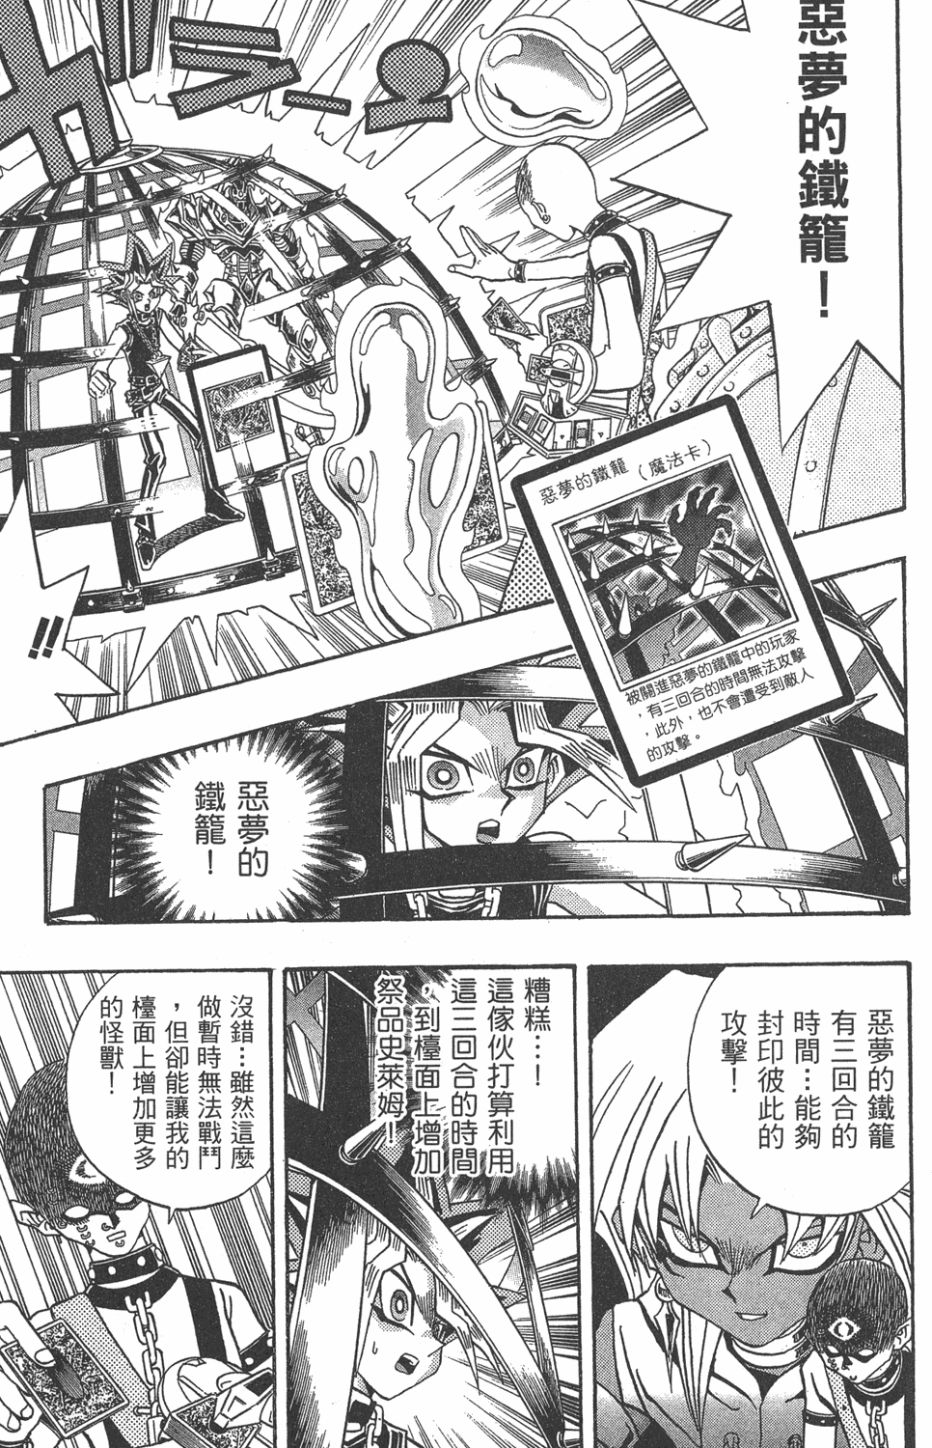 惡夢的鐵籠！
ガラーン
惡夢的鐵籠（魔法卡）
被關進惡夢的鐵籠中的玩家
，有三回合的時間無法攻擊
，此外，也不會遭受到敵人
的攻擊。
!!
惡夢的
鐵籠！
惡夢的鐵籠
有三回合的
時間…能夠
封印彼此的
攻擊！
糟糕…！
這傢伙打算利用
這三回合的時間
，到檯面上增加
祭品史萊姆！
沒錯…雖然這麼
做暫時無法戰鬥
，但卻能讓我的
檯面上增加更多
的怪獸！